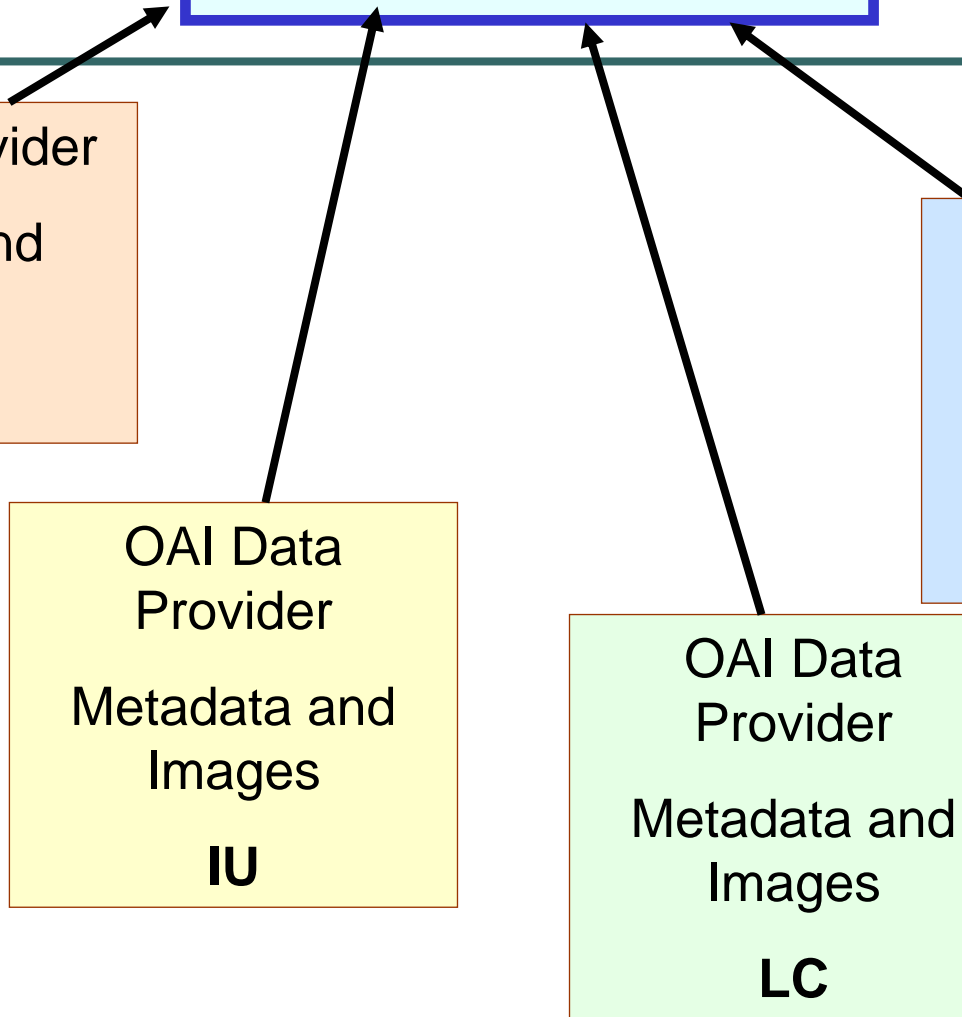 vider
nd
OAI Data
Provider
Metadata and
Images
IU
OAI Data
Provider
Metadata and
Images
LC